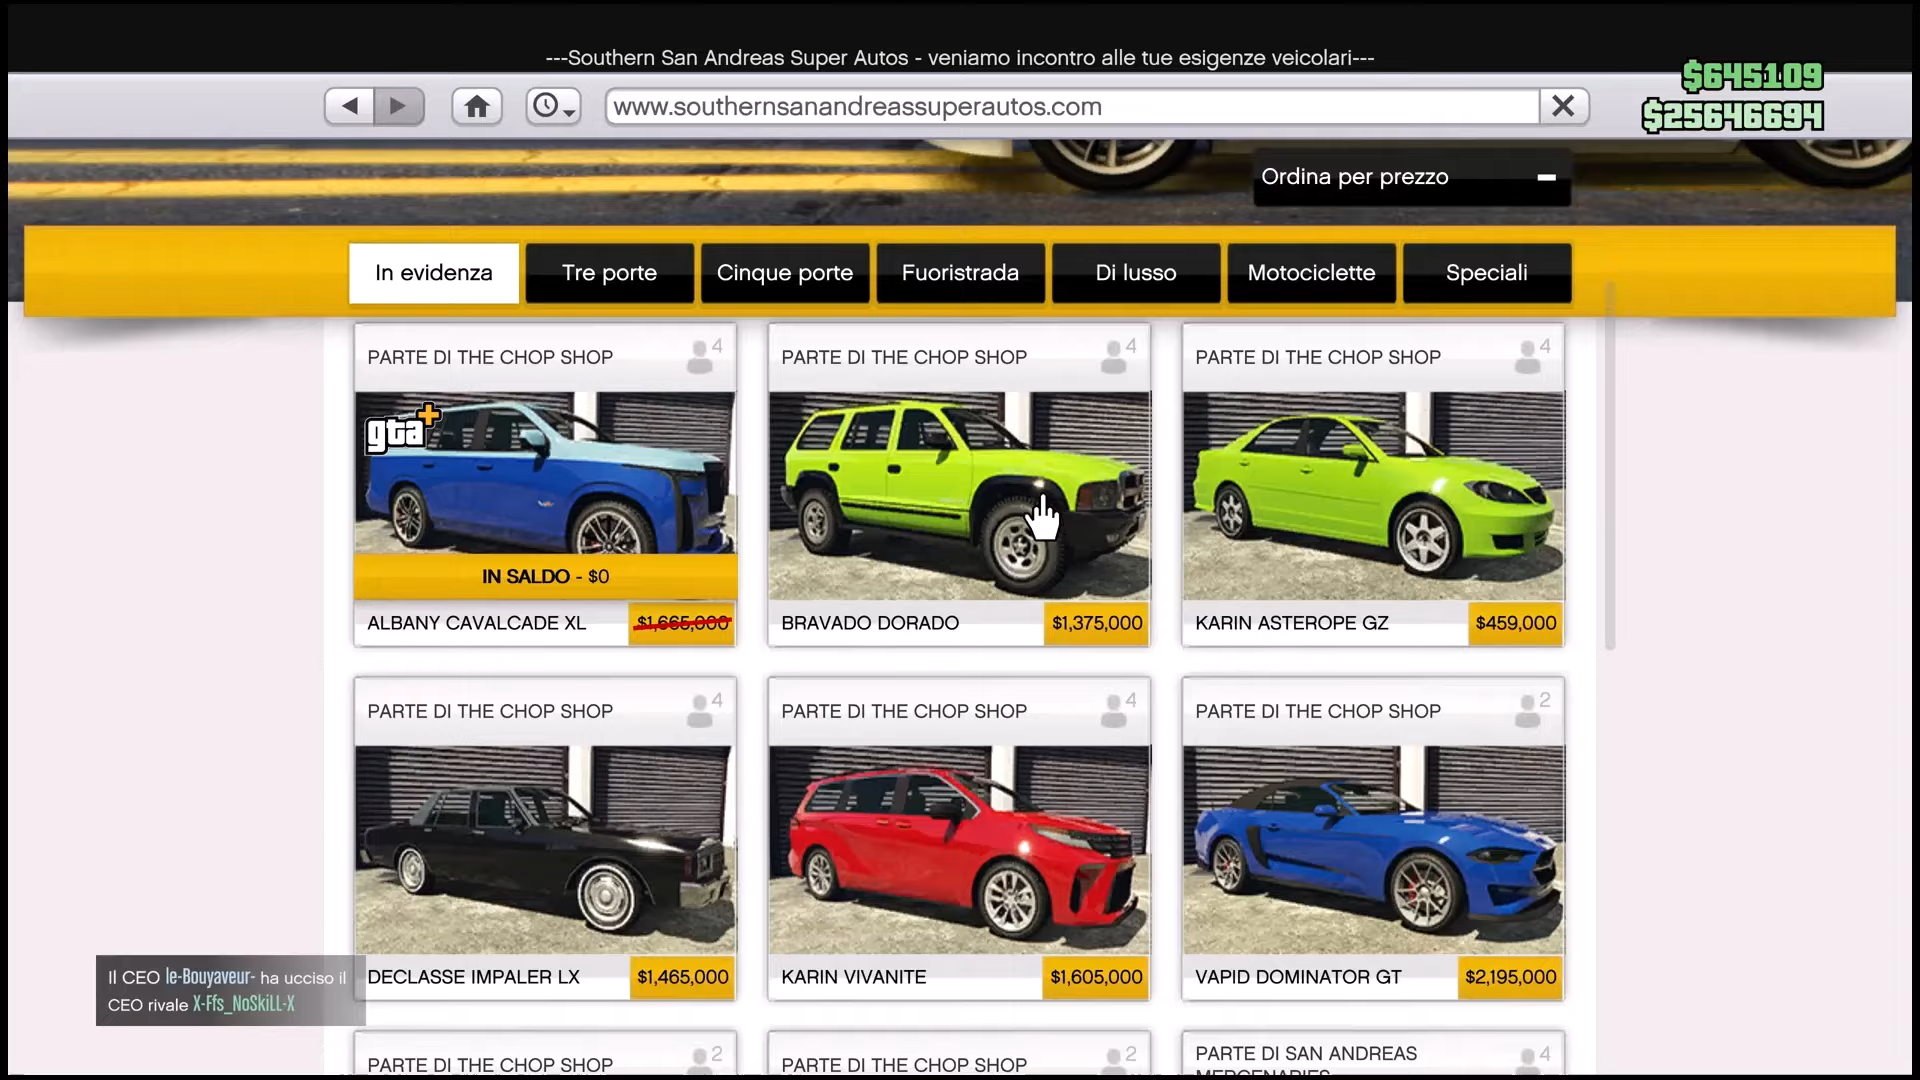 ---Southern San Andreas Super Autos - veniamo incontro alle tue esigenze veicolari---
$645109
www.southernsanandreassuperautos.com
$25646694
Ordina per prezzo
In evidenza
Tre porte
Cinque porte
Fuoristrada
Di lusso
Motociclette
Speciali
PARTE DI THE CHOP SHOP
4
gta+
IN SALDO - $0
ALBANY CAVALCADE XL
$1,665,000
PARTE DI THE CHOP SHOP
4
BRAVADO DORADO
$1,375,000
PARTE DI THE CHOP SHOP
4
KARIN ASTEROPE GZ
$459,000
PARTE DI THE CHOP SHOP
4
DECLASSE IMPALER LX
$1,465,000
PARTE DI THE CHOP SHOP
4
KARIN VIVANITE
$1,605,000
PARTE DI THE CHOP SHOP
2
VAPID DOMINATOR GT
$2,195,000
Il CEO le-Bouyaveur- ha ucciso il
CEO rivale X-Ffs_NoSkiLL-X
PARTE DI THE CHOP SHOP
2
PARTE DI THE CHOP SHOP
2
PARTE DI SAN ANDREAS
MERCENARIES
4